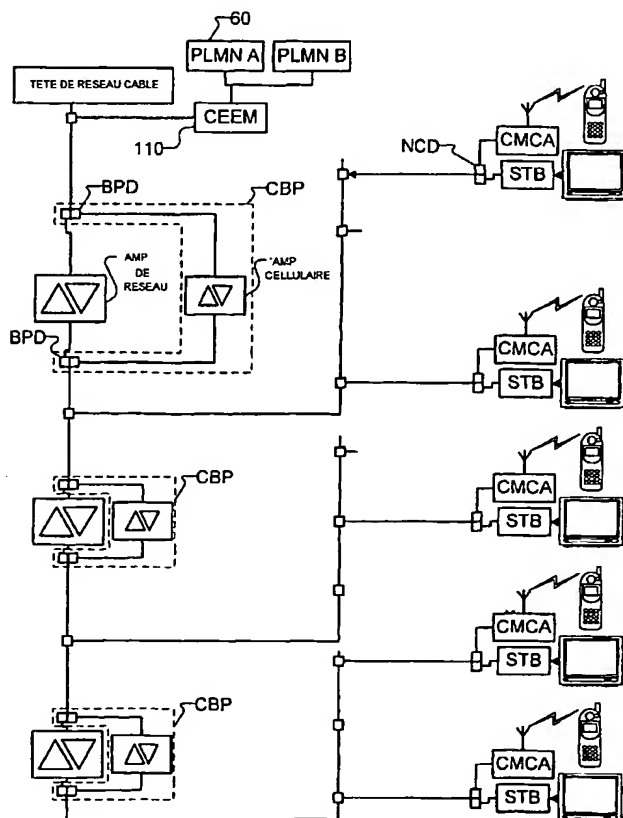 60
PLMN A
PLMN B
TETE DE RESEAU CABLE
CEEM
110
NCD
CMCA
STB
BPD
CBP
AMP
DE
RESEAU
AMP
CELLULAIRE
BPD
CMCA
STB
CBP
CMCA
STB
CMCA
STB
CBP
CMCA
STB